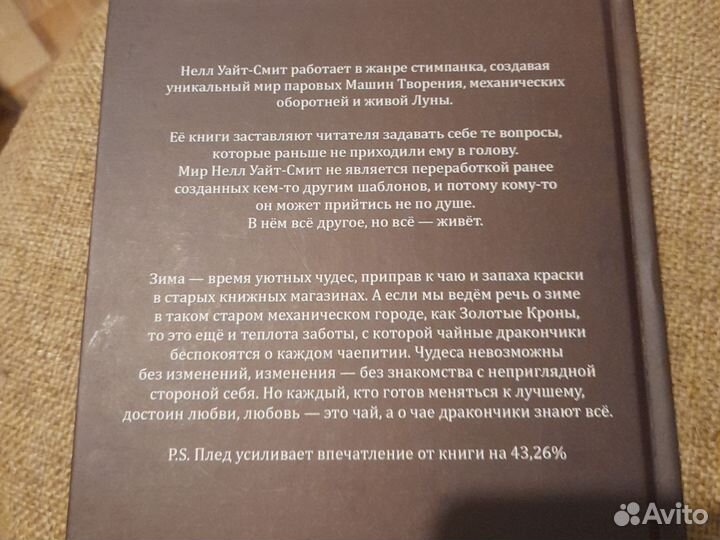 Нелл Уайт-Смит работает в жанре стимпанка, создавая
уникальный мир паровых Машин Творения, механических
оборотней и живой Луны.
Её книги заставляют читателя задавать себе те вопросы,
которые раньше не приходили ему в голову.
Мир Нелл Уайт-Смит не является переработкой ранее
созданных кем-то другим шаблонов, и потому кому-то
он может прийтись не по душе.
В нём всё другое, но всё — живёт.
Зима — время уютных чудес, приправ к чаю и запаха краски
в старых книжных магазинах. А если мы ведём речь о зиме
в таком старом механическом городе, как Золотые Кроны,
то это ещё и теплота заботы, с которой чайные дракончики
беспокоятся о каждом чаепитии. Чудеса невозможны
без изменений, изменения — без знакомства с неприглядной
стороной себя. Но каждый, кто готов меняться к лучшему,
достоин любви, любовь — это чай, а о чае дракончики знают всё.
P.S. Плед усиливает впечатление от книги на 43,26%
Avito